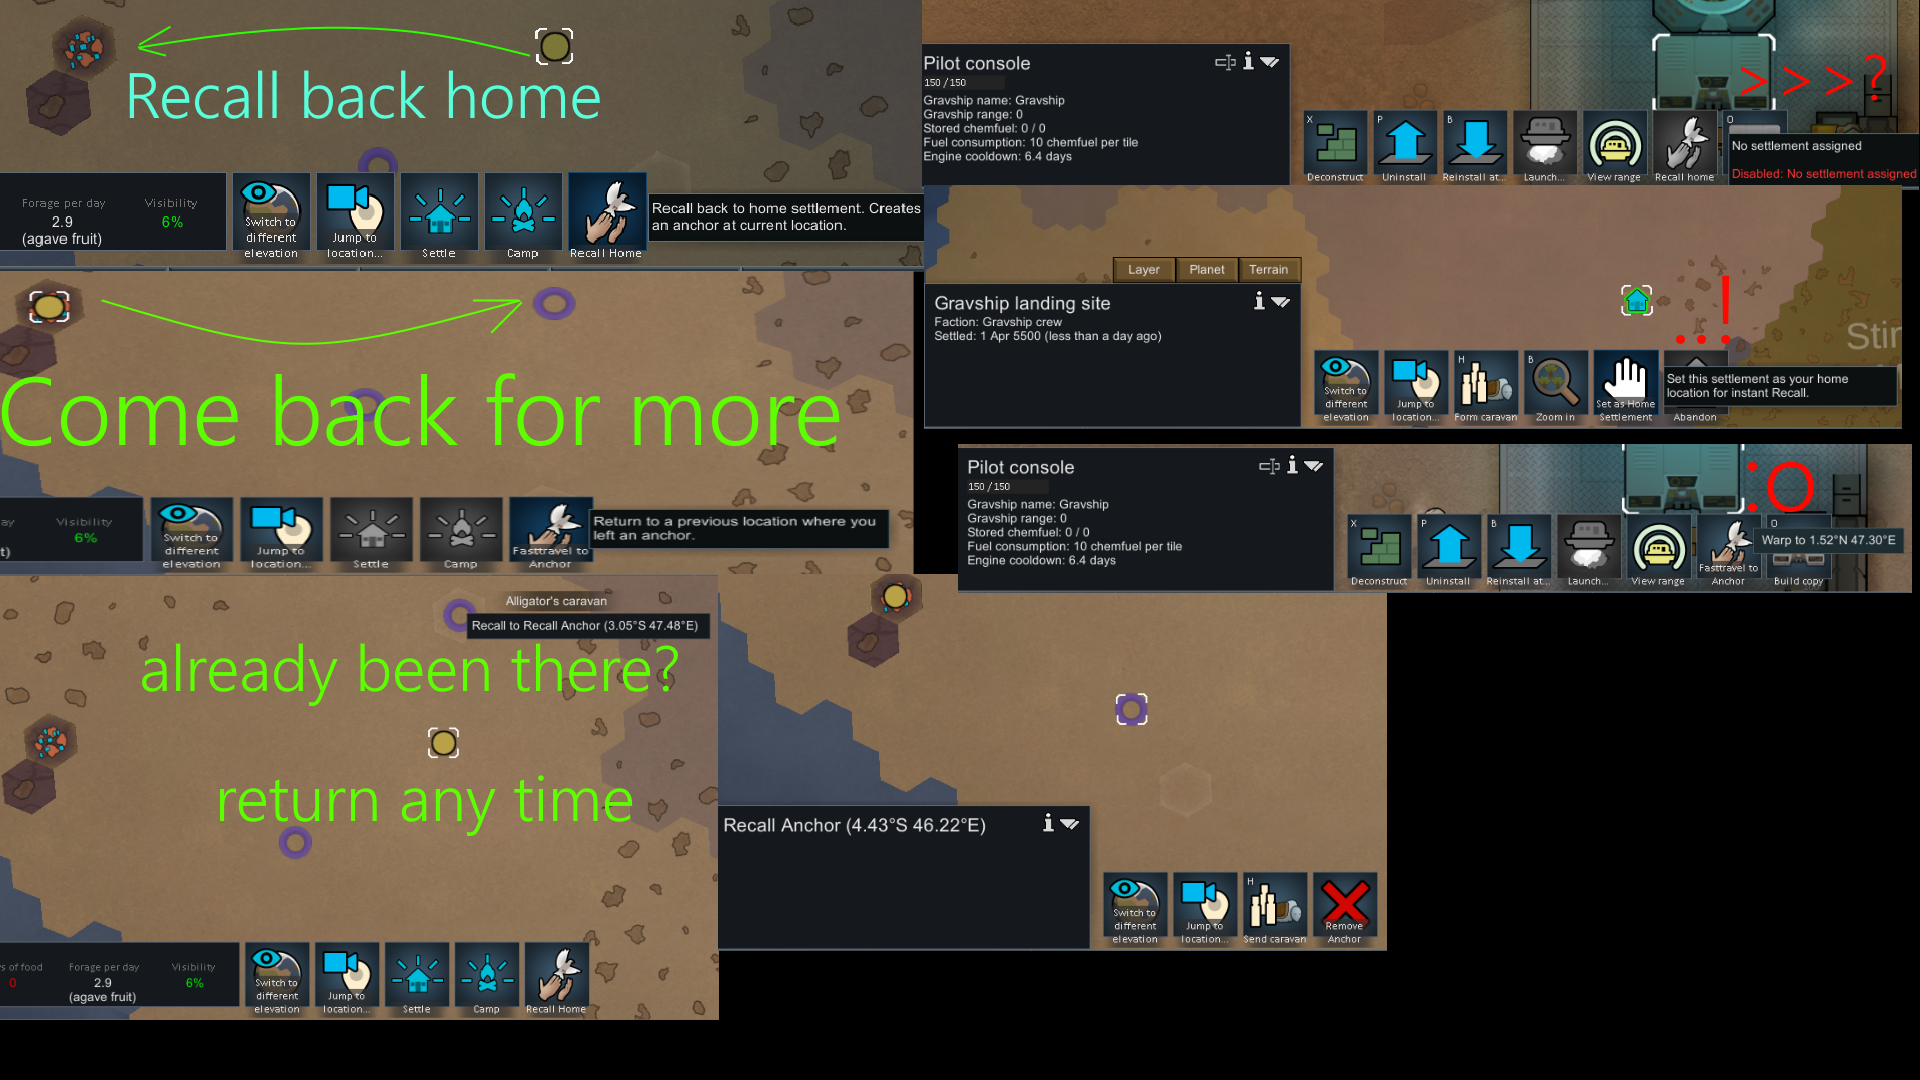 Recall back home
Forage per day
2.9
(agave fruit)
Visibility
6%
Switch to
different
elevation
Jump to
location...
Settle
Camp
Recall Home
Recall back to home settlement. Creates
an anchor at current location.
Come back for more
ay
t)
Visibility
6%
Switch to
different
elevation
Jump to
location...
Settle
Camp
Fasttravel to
Anchor
Return to a previous location where you
left an anchor.
Alligator's caravan
Recall to Recall Anchor (3.05°S 47.48°E)
already been there?
return any time
s of food
0
Forage per day
2.9
(agave fruit)
Visibility
6%
Switch to
different
elevation
Jump to
location...
Settle
Camp
Recall Home
Pilot console
150 / 150
Gravship name: Gravship
Gravship range: 0
Stored chemfuel: 0 / 0
Fuel consumption: 10 chemfuel per tile
Engine cooldown: 6.4 days
> > > ?
X
Deconstruct
P
Uninstall
B
Reinstall at...
Launch...
View range
Recall home
O
No settlement assigned
Disabled: No settlement assigned
Layer
Planet
Terrain
Gravship landing site
Faction: Gravship crew
Settled: 1 Apr 5500 (less than a day ago)
...!
Stir
Switch to
different
elevation
Jump to
location...
H
Form caravan
B
Zoom in
Set as Home
Settlement
Abandon
Set this settlement as your home
location for instant Recall.
Pilot console
150 / 150
Gravship name: Gravship
Gravship range: 0
Stored chemfuel: 0 / 0
Fuel consumption: 10 chemfuel per tile
Engine cooldown: 6.4 days
:O
X
Deconstruct
P
Uninstall
B
Reinstall at...
Launch...
View range
Fasttravel to
Anchor
O
Build copy
Warp to 1.52°N 47.30°E
Recall Anchor (4.43°S 46.22°E)
Switch to
different
elevation
Jump to
location...
H
Send caravan
Remove
Anchor